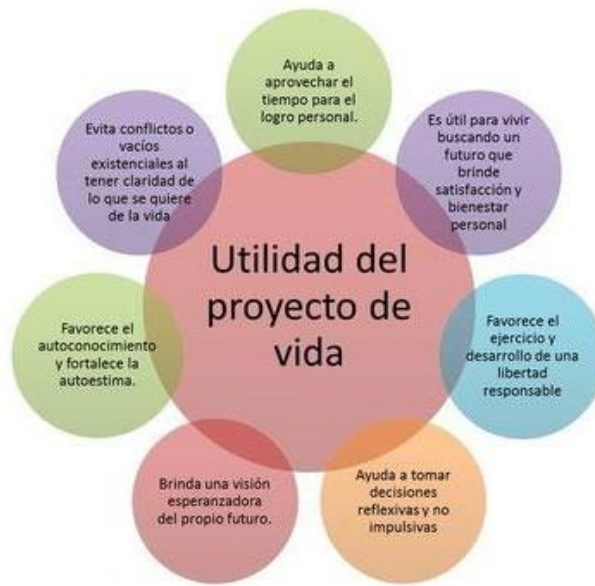 Utilidad del
proyecto de
vida
Ayuda a
aprovechar el
tiempo para el
logro personal.
Es útil para vivir
buscando un
futuro que
brinde
satisfacción y
bienestar
personal
Favorece el
ejercicio y
desarrollo de una
libertad
responsable
Ayuda a tomar
decisiones
reflexivas y no
impulsivas
Brinda una visión
esperanzadora
del propio futuro.
Favorece el
autoconocimiento
y fortalece la
autoestima.
Evita conflictos o
vacíos
existenciales al
tener claridad de
lo que se quiere
de la vida